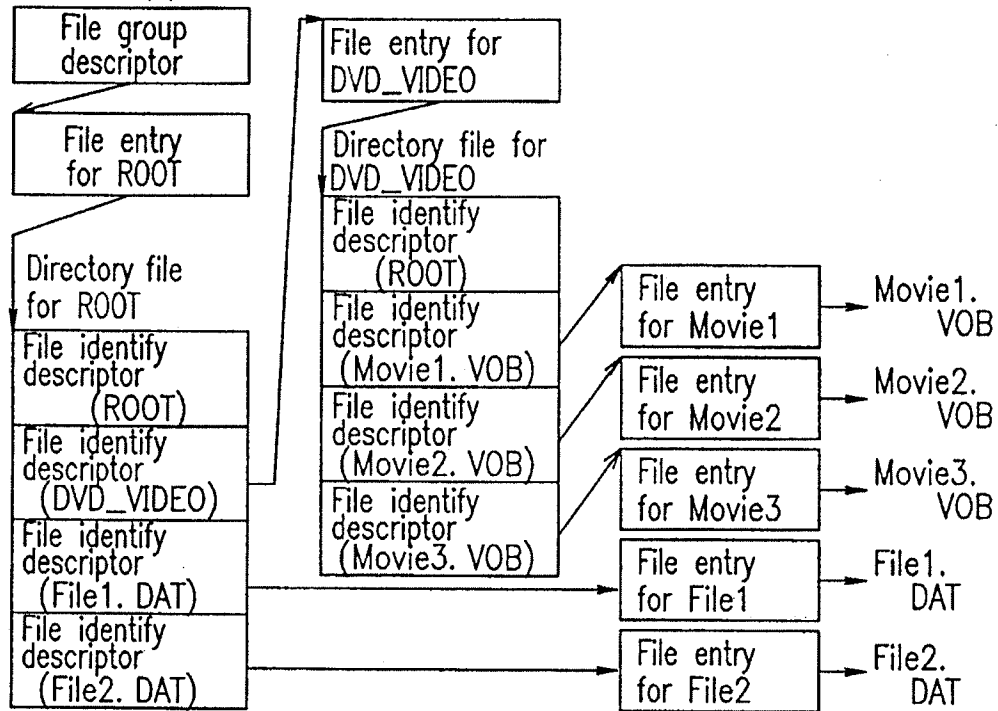 File group
descriptor
File entry
for ROOT
Directory file
for ROOT
File identify
descriptor
(ROOT)
File identify
descriptor
(DVD_VIDEO)
File identify
descriptor
(File1. DAT)
File identify
descriptor
(File2. DAT)
File entry for
DVD_VIDEO
Directory file for
DVD_VIDEO
File identify
descriptor
(ROOT)
File identify
descriptor
(Movie1. VOB)
File identify
descriptor
(Movie2. VOB)
File identify
descriptor
(Movie3. VOB)
File entry
for Movie1
Movie1.
VOB
File entry
for Movie2
Movie2.
VOB
File entry
for Movie3
Movie3.
VOB
File entry
for File1
File1.
DAT
File entry
for File2
File2.
DAT